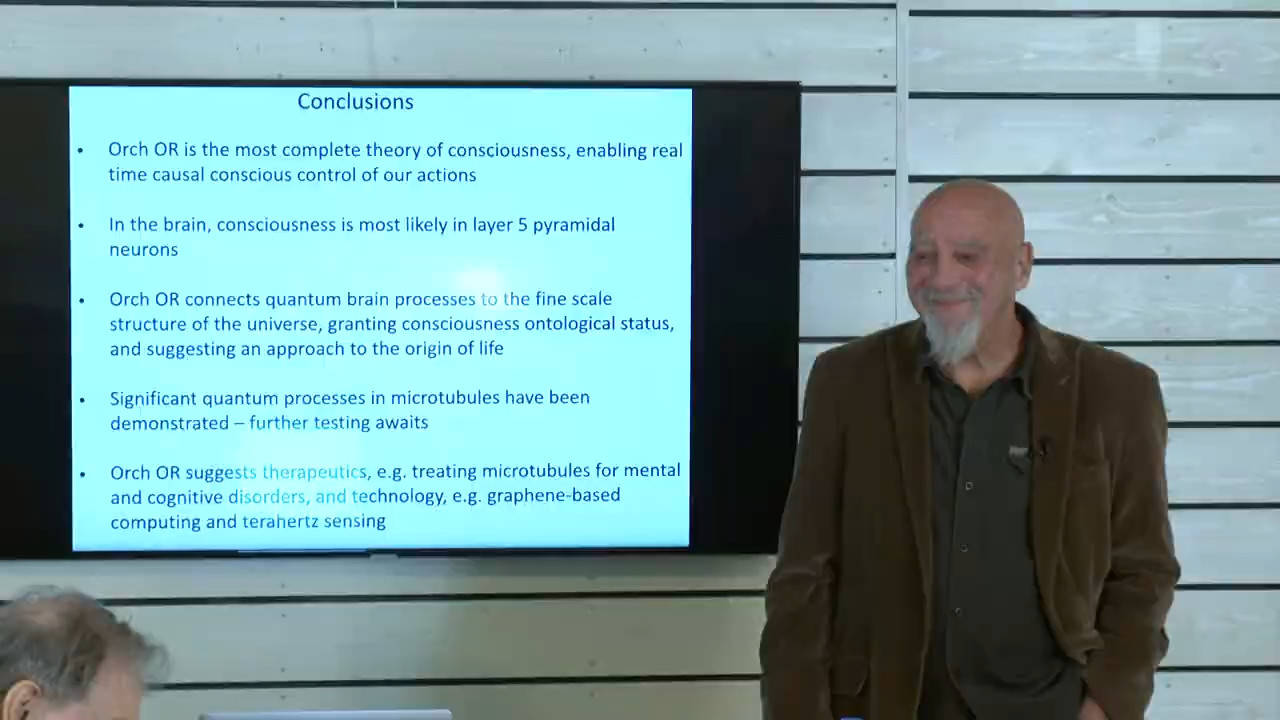 Conclusions
• Orch OR is the most complete theory of consciousness, enabling real
time causal conscious control of our actions
• In the brain, consciousness is most likely in layer 5 pyramidal
neurons
• Orch OR connects quantum brain processes to the fine scale
structure of the universe, granting consciousness ontological status,
and suggesting an approach to the origin of life
• Significant quantum processes in microtubules have been
demonstrated – further testing awaits
• Orch OR suggests therapeutics, e.g. treating microtubules for mental
and cognitive disorders, and technology, e.g. graphene-based
computing and terahertz sensing